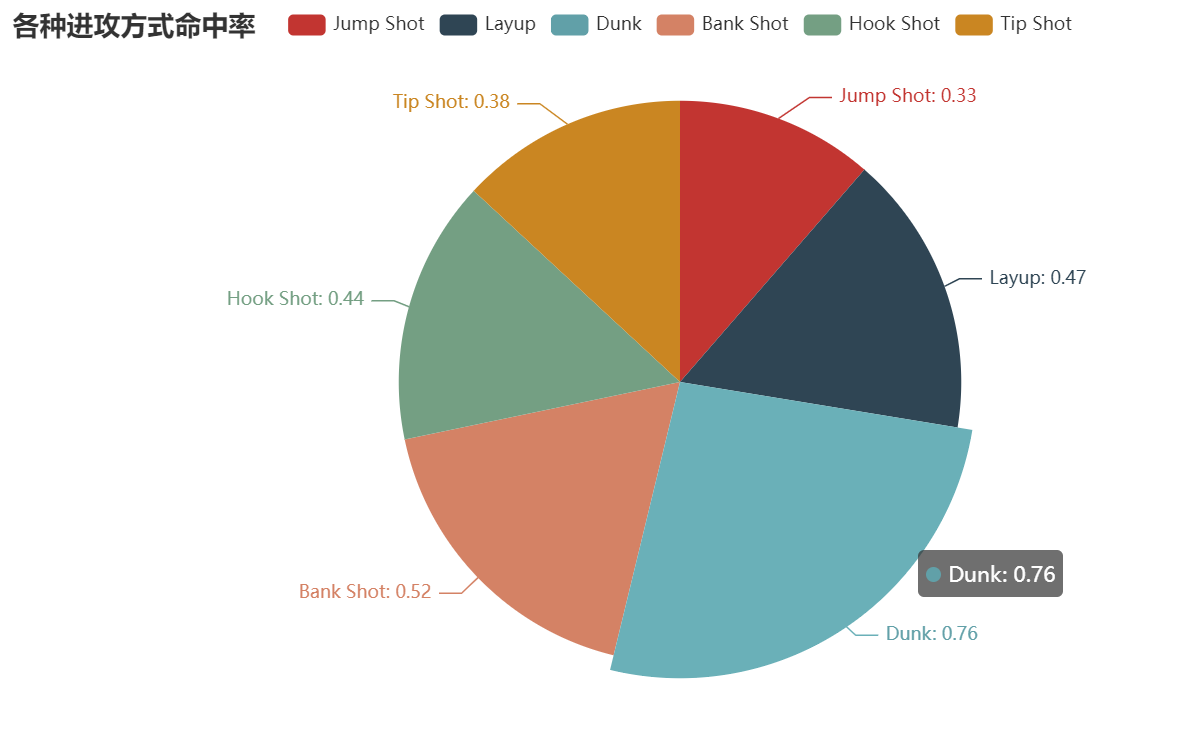 各种进攻方式命中率
Jump Shot
Layup
Dunk
Bank Shot
Hook Shot
Tip Shot
Tip Shot: 0.38
Jump Shot: 0.33
Layup: 0.47
Hook Shot: 0.44
Dunk: 0.76
Bank Shot: 0.52
Dunk: 0.76